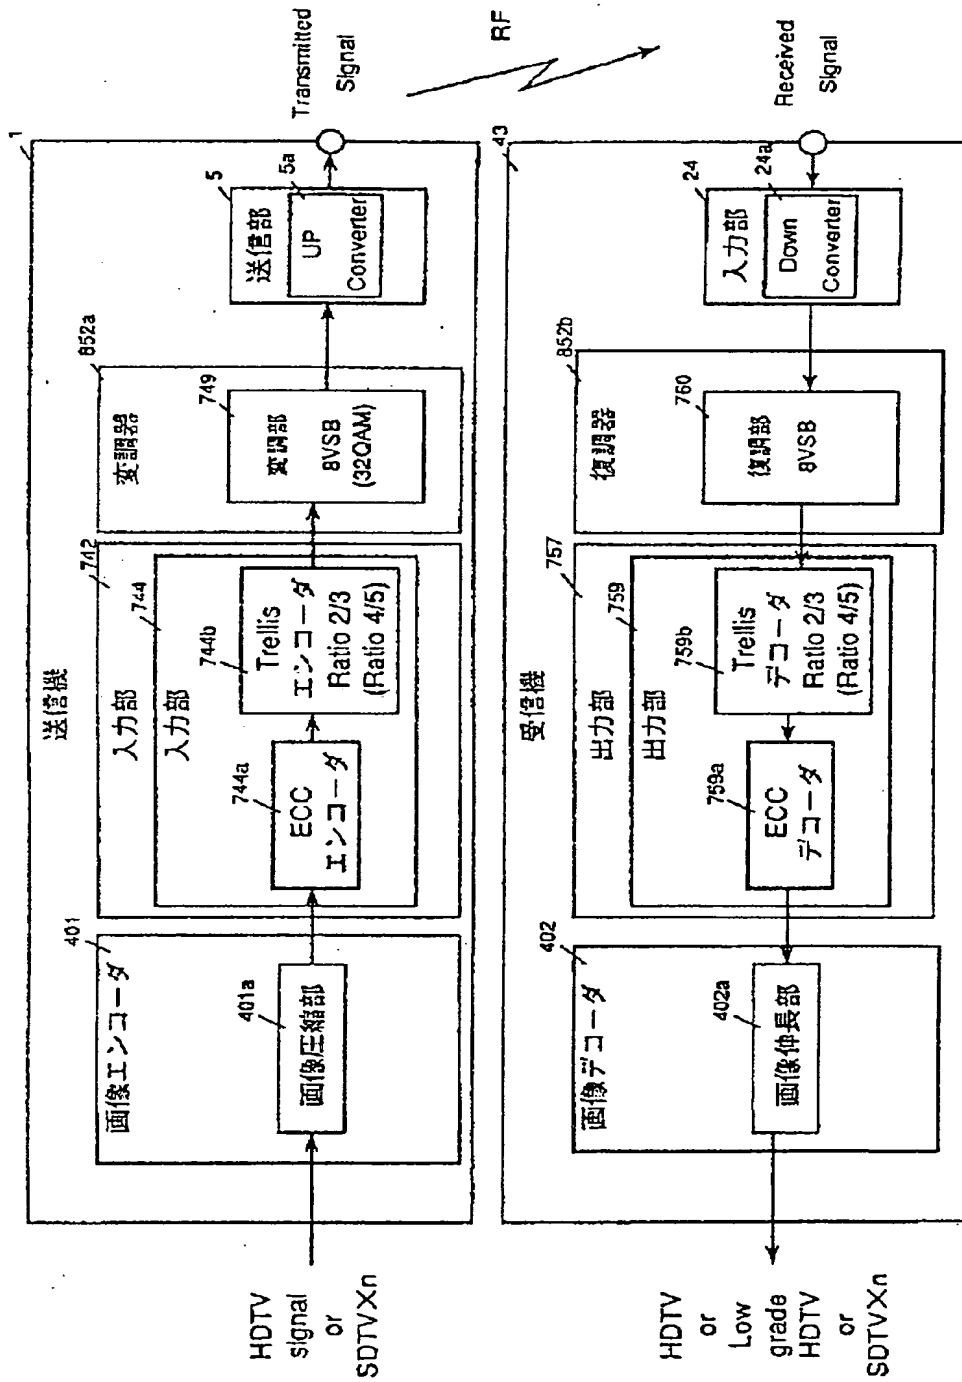 HDTV
signal
or
SDTVXn
送信機
1
画像エンコーダ
401
画像圧縮部
401a
入力部
742
入力部
744
ECC
エンコーダ
744a
Trellis
エンコーダ
Ratio 2/3
(Ratio 4/5)
744b
変調器
852a
変調部
8VSB
(32QAM)
749
送信部
5
UP
Converter
5a
Transmitted
Signal
RF
HDTV
or
Low
grade
HDTV
or
SDTVXn
受信機
43
画像デコーダ
402
画像伸長部
402a
出力部
757
出力部
759
ECC
デコーダ
759a
Trellis
デコーダ
Ratio 2/3
(Ratio 4/5)
759b
復調器
852b
復調部
8VSB
760
入力部
24
Down
Converter
24a
Received
Signal